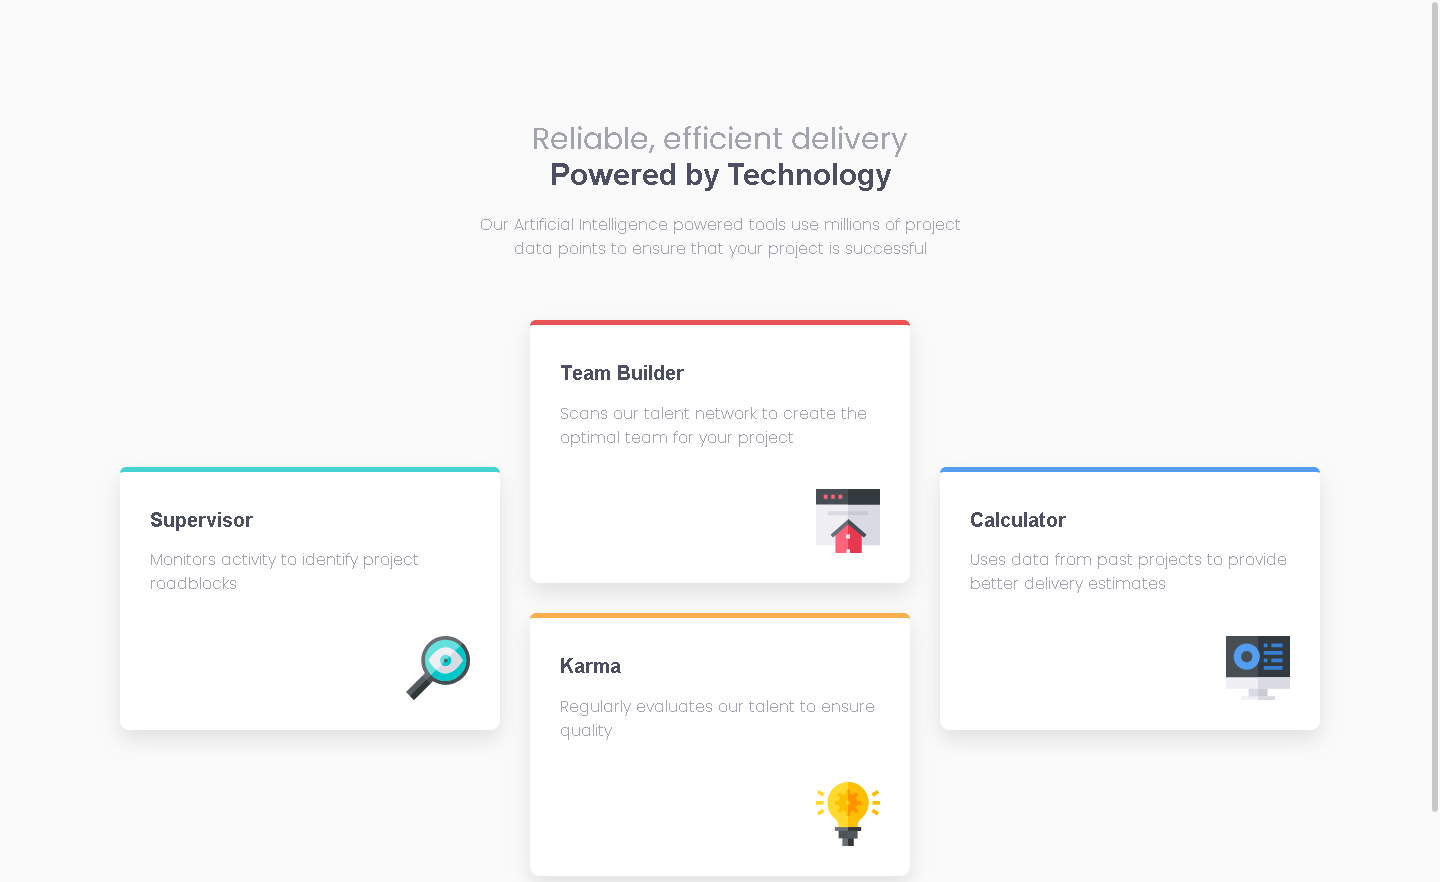 Reliable, efficient delivery
Powered by Technology
Our Artificial Intelligence powered tools use millions of project
data points to ensure that your project is successful
Team Builder
Scans our talent network to create the
optimal team for your project
Supervisor
Monitors activity to identify project
roadblocks
Calculator
Uses data from past projects to provide
better delivery estimates
Karma
Regularly evaluates our talent to ensure
quality